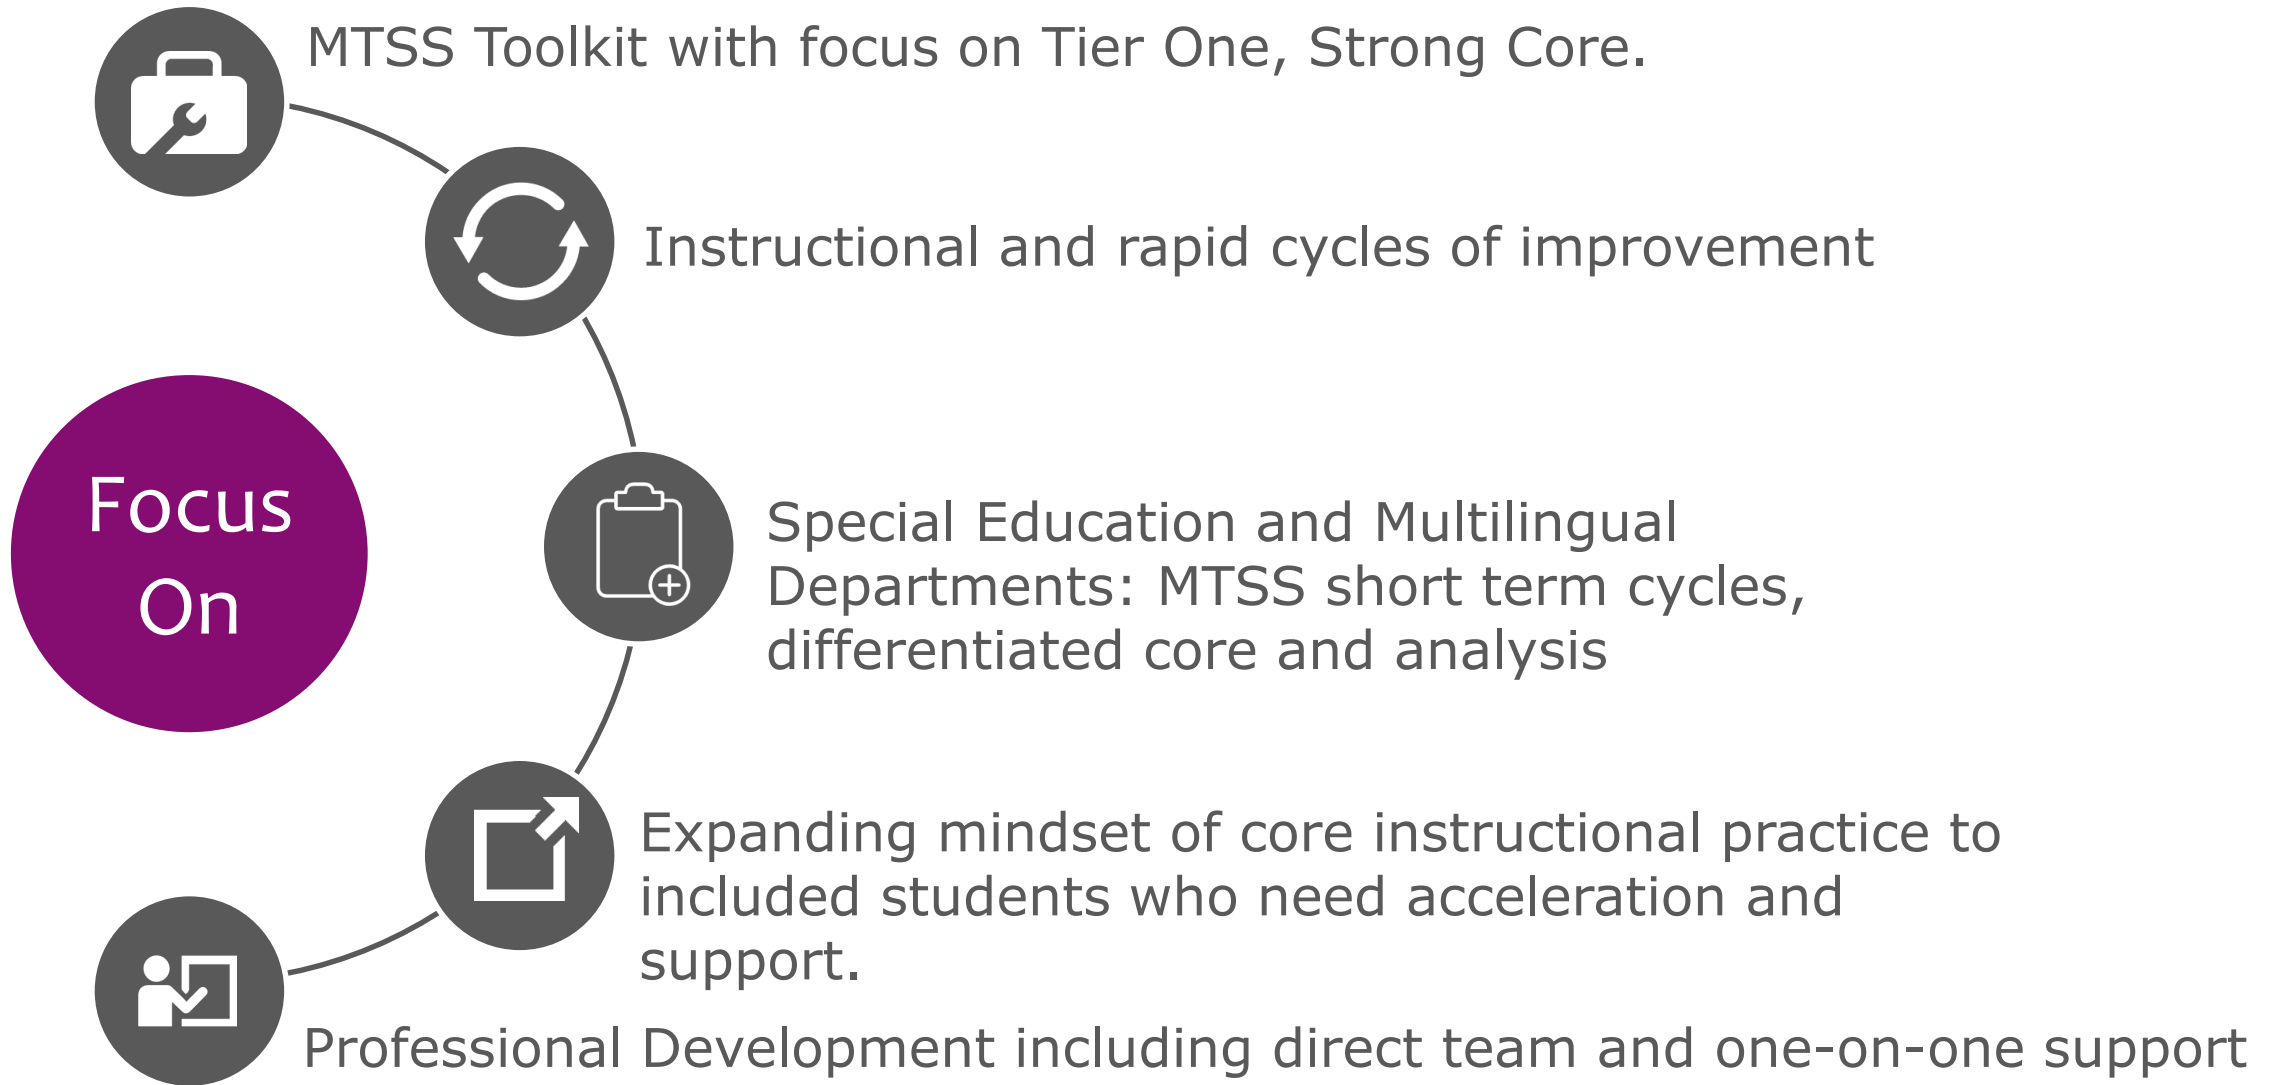 MTSS Toolkit with focus on Tier One, Strong Core.
Instructional and rapid cycles of improvement
Focus
On
Special Education and Multilingual
Departments: MTSS short term cycles,
differentiated core and analysis
Expanding mindset of core instructional practice to
included students who need acceleration and
support.
Professional Development including direct team and one-on-one support